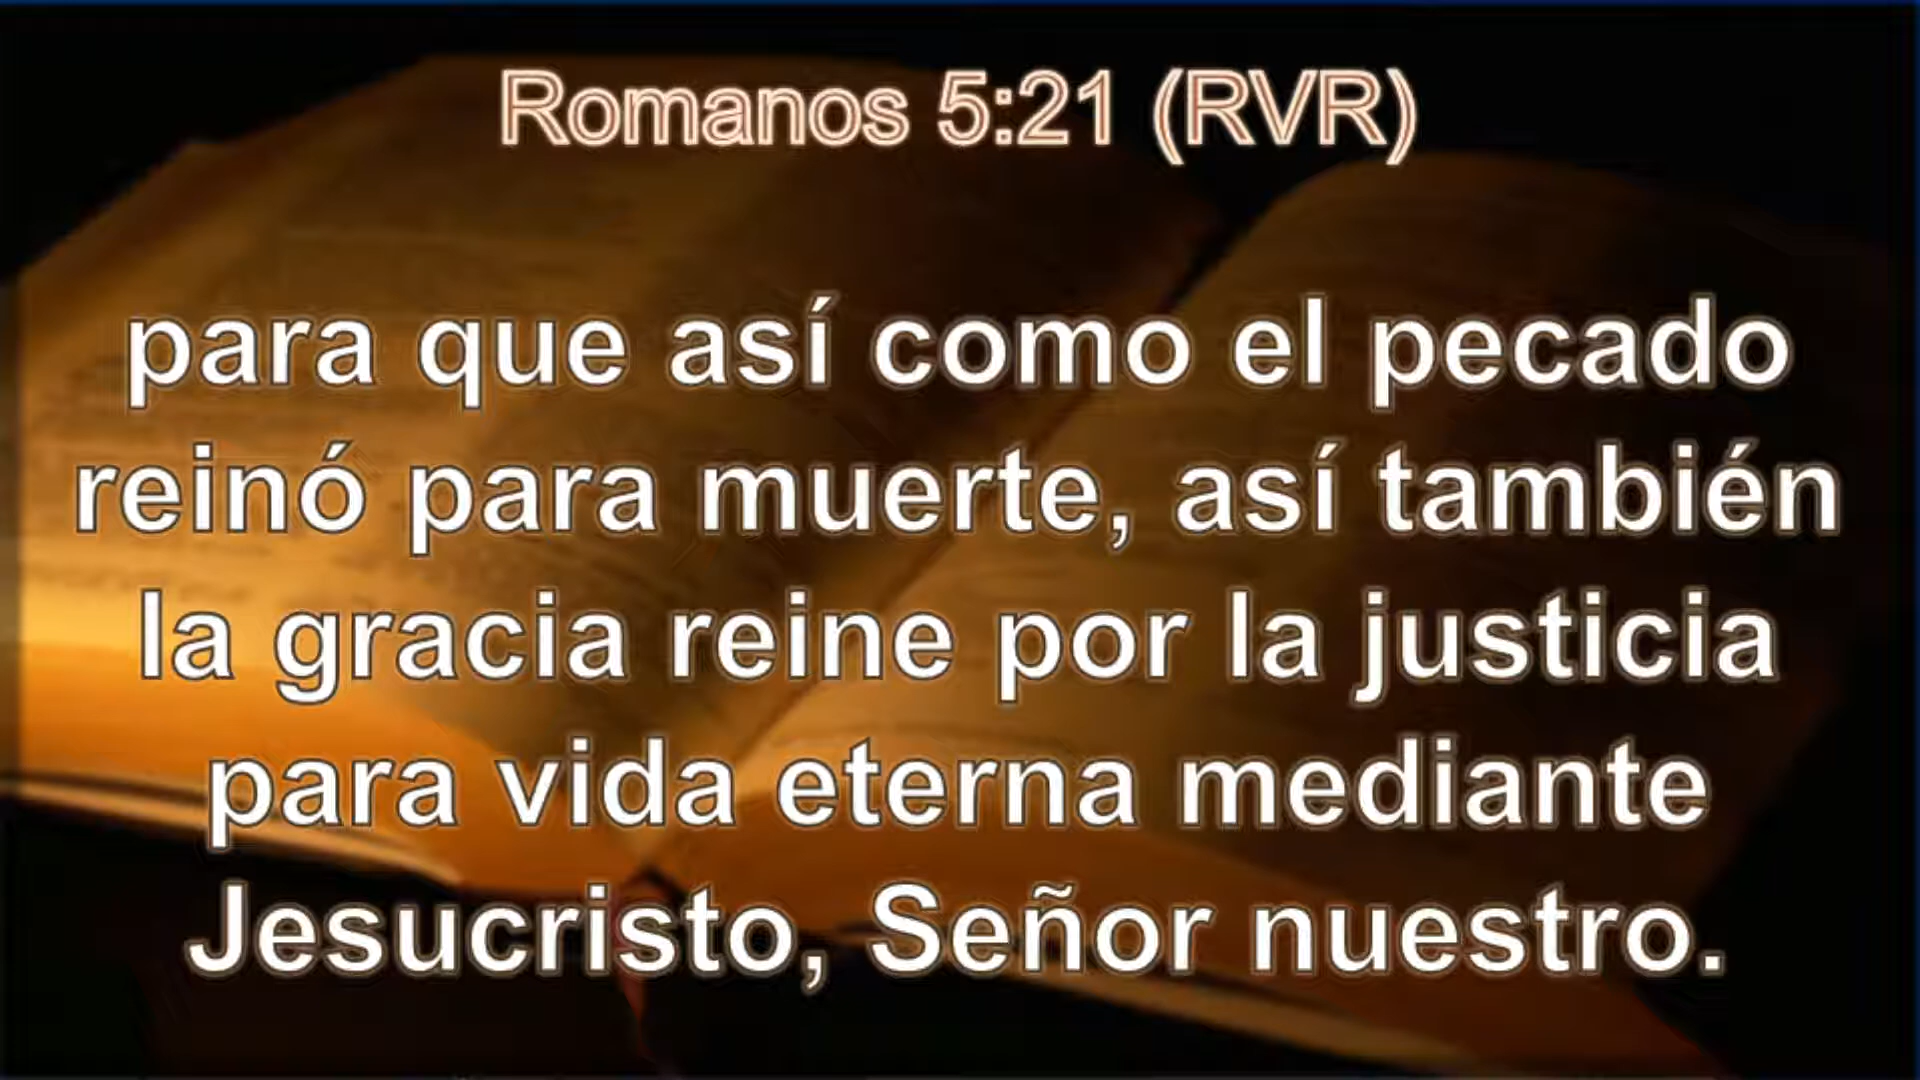 Romanos 5:21 (RVR)
para que así como el pecado
reinó para muerte, así también
la gracia reine por la justicia
para vida eterna mediante
Jesucristo, Señor nuestro.